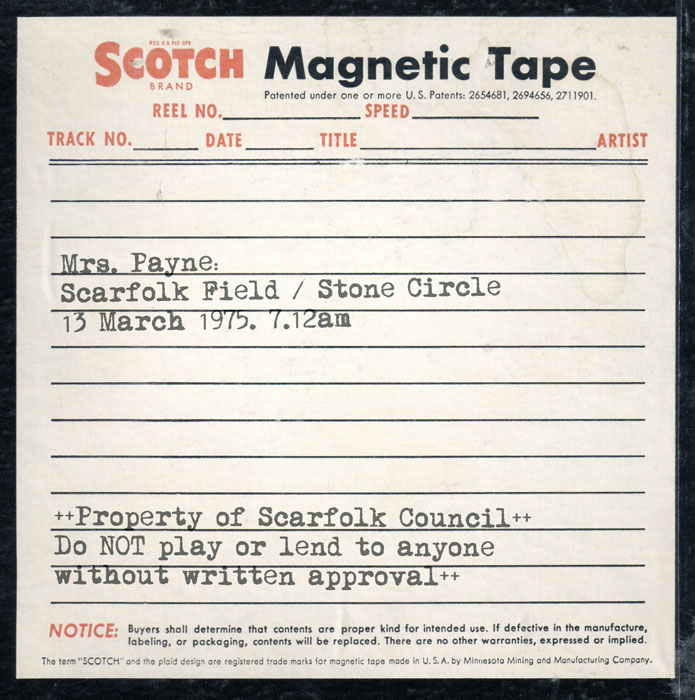 REG. U.S. PAT. OFF.
SCOTCH Magnetic Tape
BRAND
Patented under one or more U.S. Patents: 2654681, 2694656, 2711901.
REEL NO. SPEED
TRACK NO. DATE TITLE ARTIST
Mrs. Payne:
Scarfolk Field / Stone Circle
13 March 1975. 7.12am
++Property of Scarfolk Council++
Do NOT play or lend to anyone
without written approval++
NOTICE: Buyers shall determine that contents are proper kind for intended use. If defective in the manufacture,
labeling, or packaging, contents will be replaced. There are no other warranties, expressed or implied.
The term "SCOTCH" and the plaid design are registered trade marks for magnetic tape made in U.S.A. by Minnesota Mining and Manufacturing Company.